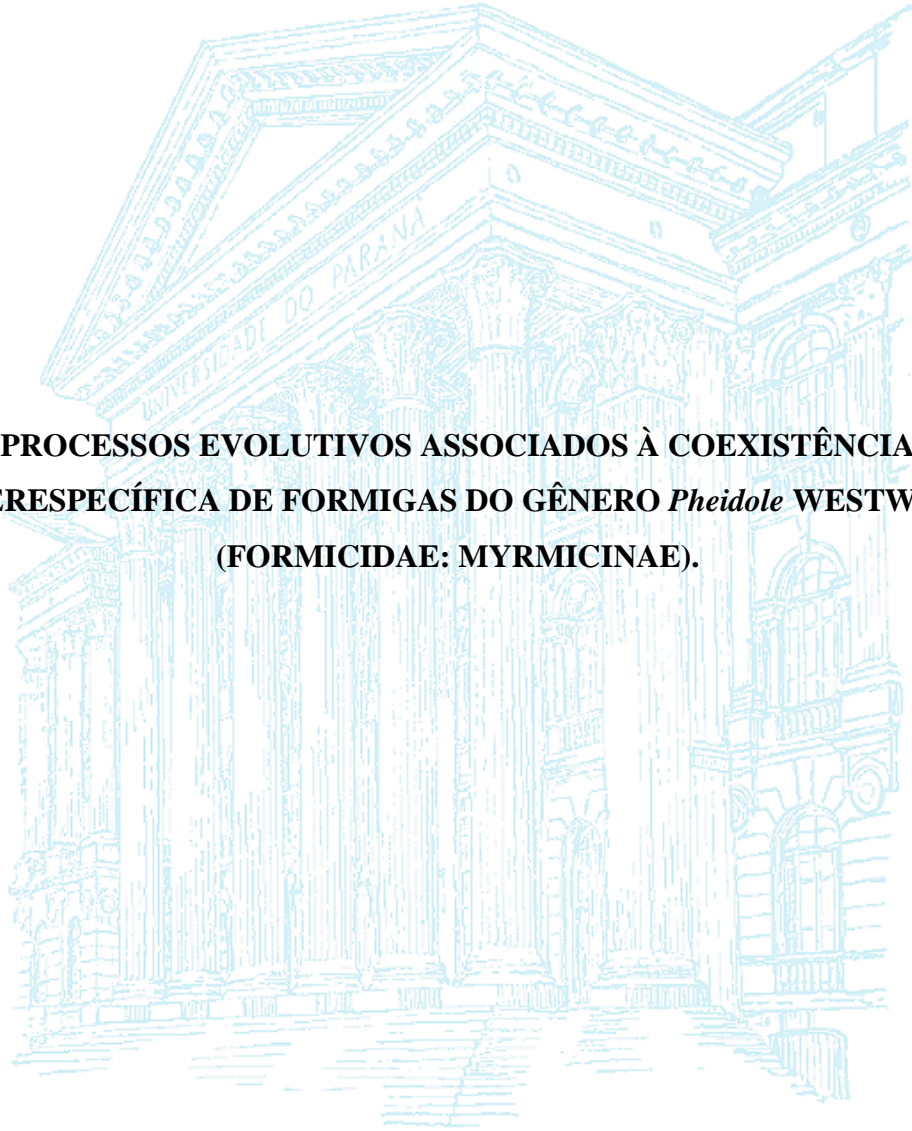 UNIVERSIDADE DO PARANÁ
PROCESSOS EVOLUTIVOS ASSOCIADOS À COEXISTÊNCIA
ERESPECÍFICA DE FORMIGAS DO GÊNERO Pheidole WESTW
(FORMICIDAE: MYRMICINAE).